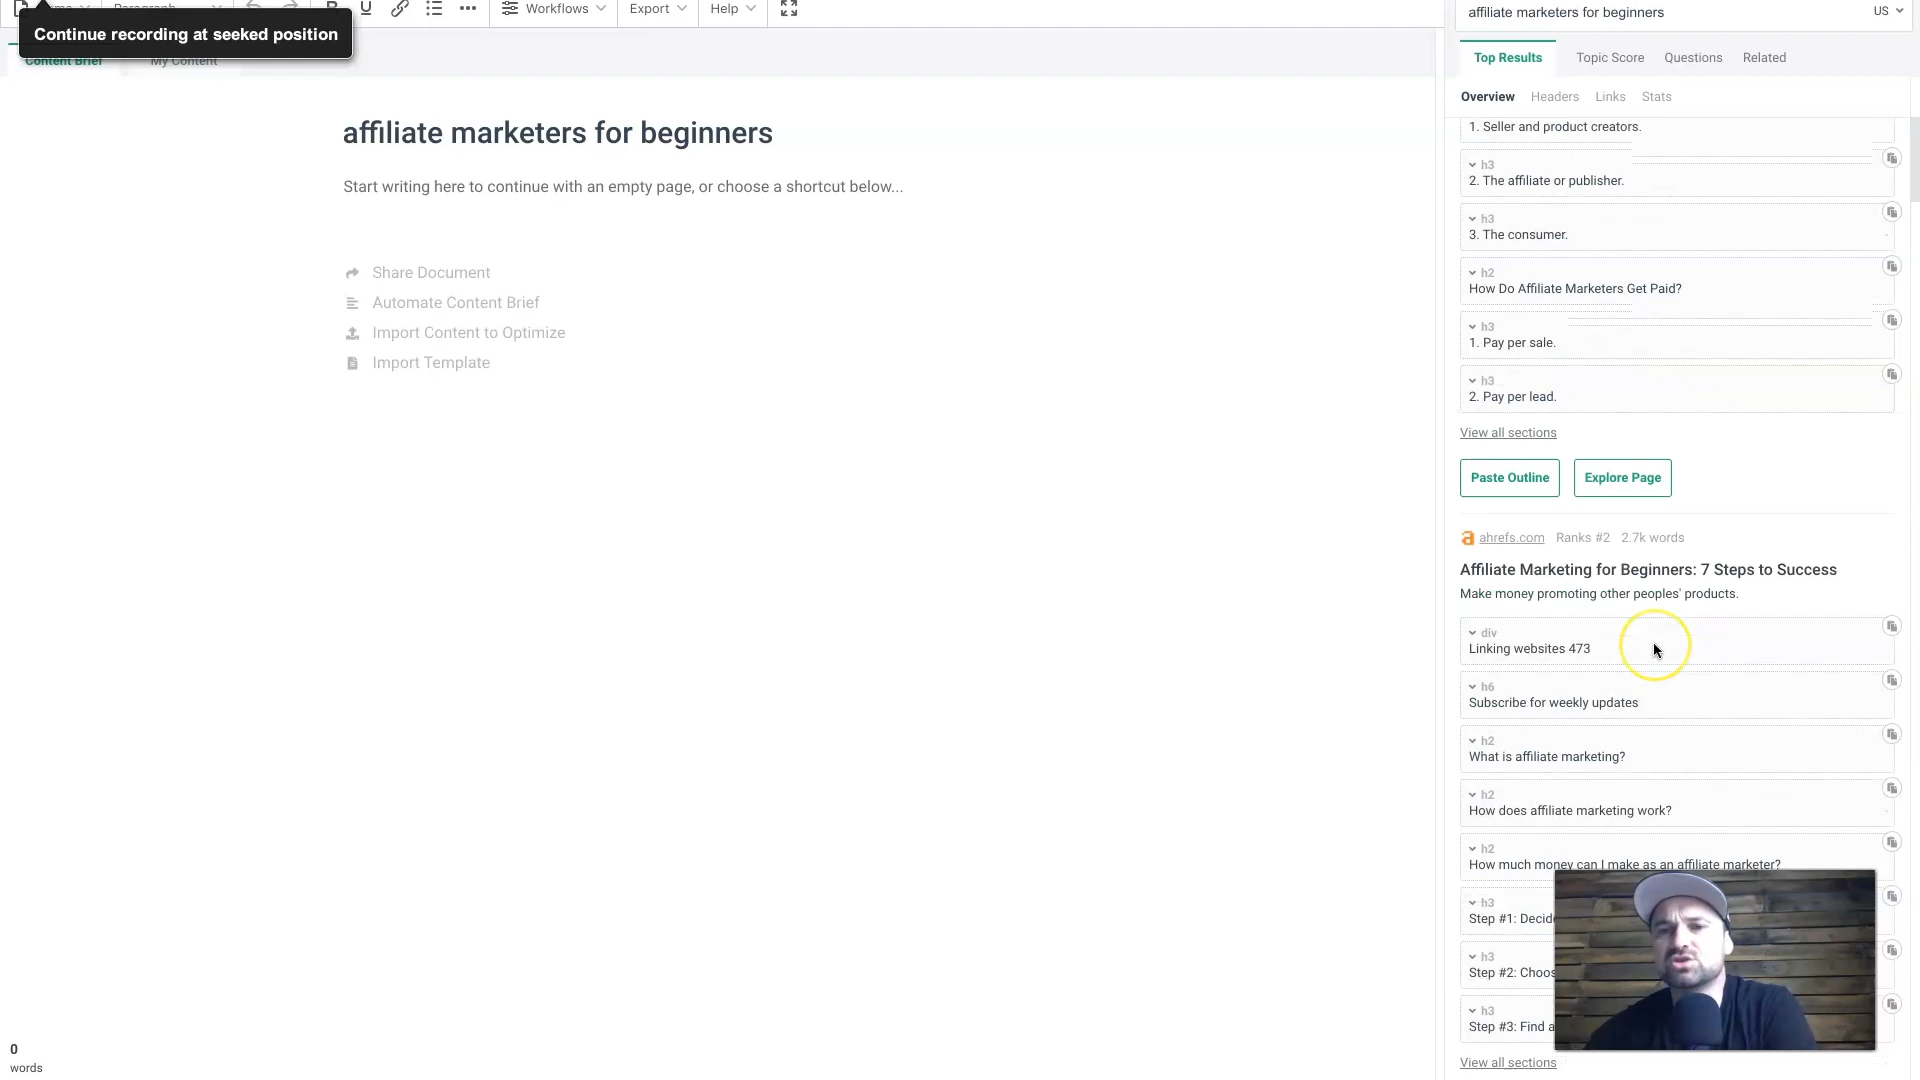 Home
Paragraph
B
U
Workflows
Export
Help
affiliate marketers for beginners
US
Continue recording at seeked position
Content Brief
My Content
Top Results
Topic Score
Questions
Related
Overview
Headers
Links
Stats
affiliate marketers for beginners
Start writing here to continue with an empty page, or choose a shortcut below...
Share Document
Automate Content Brief
Import Content to Optimize
Import Template
1. Seller and product creators.
h3
2. The affiliate or publisher.
h3
3. The consumer.
h2
How Do Affiliate Marketers Get Paid?
h3
1. Pay per sale.
h3
2. Pay per lead.
View all sections
Paste Outline
Explore Page
a ahrefs.com Ranks #2 2.7k words
Affiliate Marketing for Beginners: 7 Steps to Success
Make money promoting other peoples' products.
div
Linking websites 473
h6
Subscribe for weekly updates
h2
What is affiliate marketing?
h2
How does affiliate marketing work?
h2
How much money can I make as an affiliate marketer?
h3
Step #1: Decid
h3
Step #2: Choos
h3
Step #3: Find a
View all sections
0
words